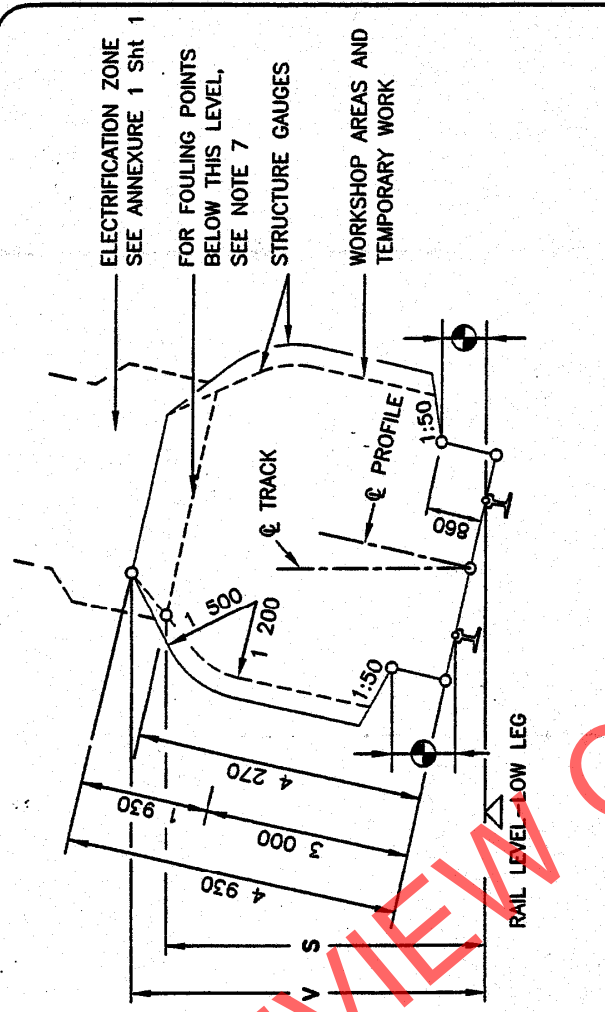 ELECTRIFICATION ZONE
SEE ANNEXURE 1 Sht 1
FOR FOULING POINTS
BELOW THIS LEVEL,
SEE NOTE 7
STRUCTURE GAUGES
WORKSHOP AREAS AND
TEMPORARY WORK
℄ TRACK
℄ PROFILE
1:50
860
1 500
1 200
1:50
4 270
1 930
3 000
4 930
S
V
RAIL LEVEL-LOW LEG
VIEW